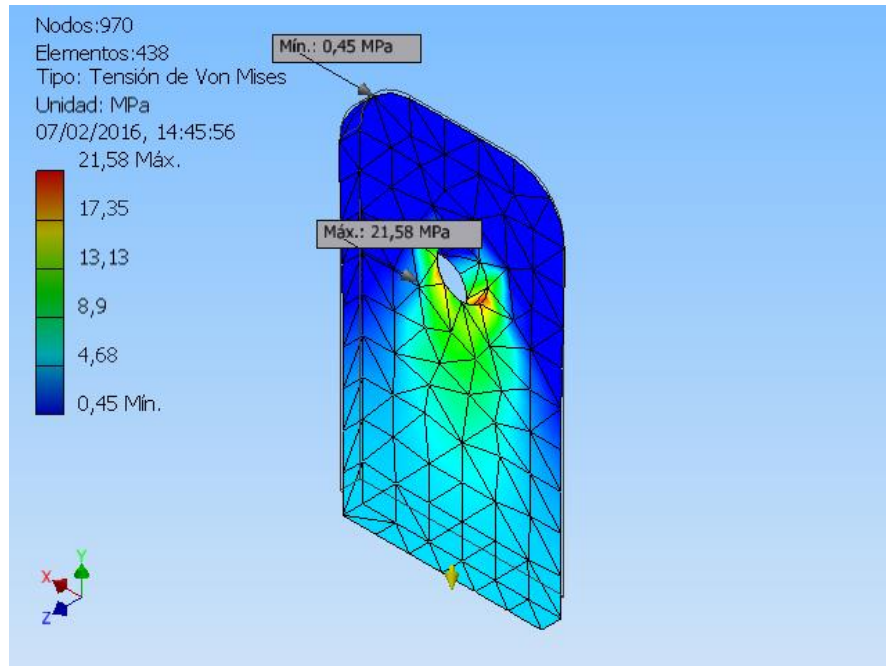 Nodos:970
Elementos:438
Tipo: Tensión de Von Mises
Unidad: MPa
07/02/2016, 14:45:56
21,58 Máx.
17,35
13,13
8,9
4,68
0,45 Mín.
Mín.: 0,45 MPa
Máx.: 21,58 MPa
Y
X
Z